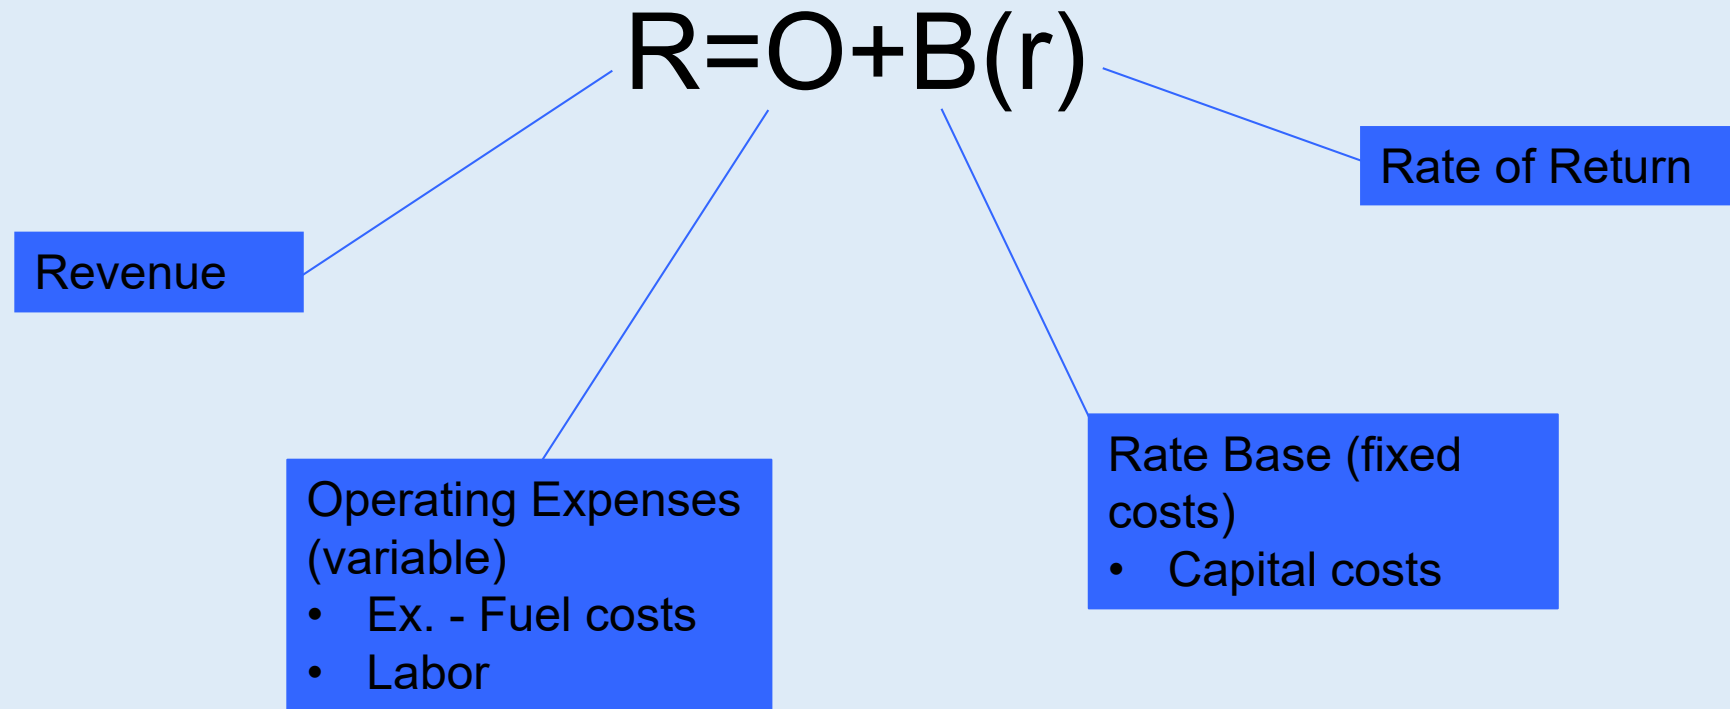 R=O+B(r)
Rate of Return
Revenue
Rate Base (fixed
costs)
• Capital costs
Operating Expenses
(variable)
• Ex. - Fuel costs
• Labor